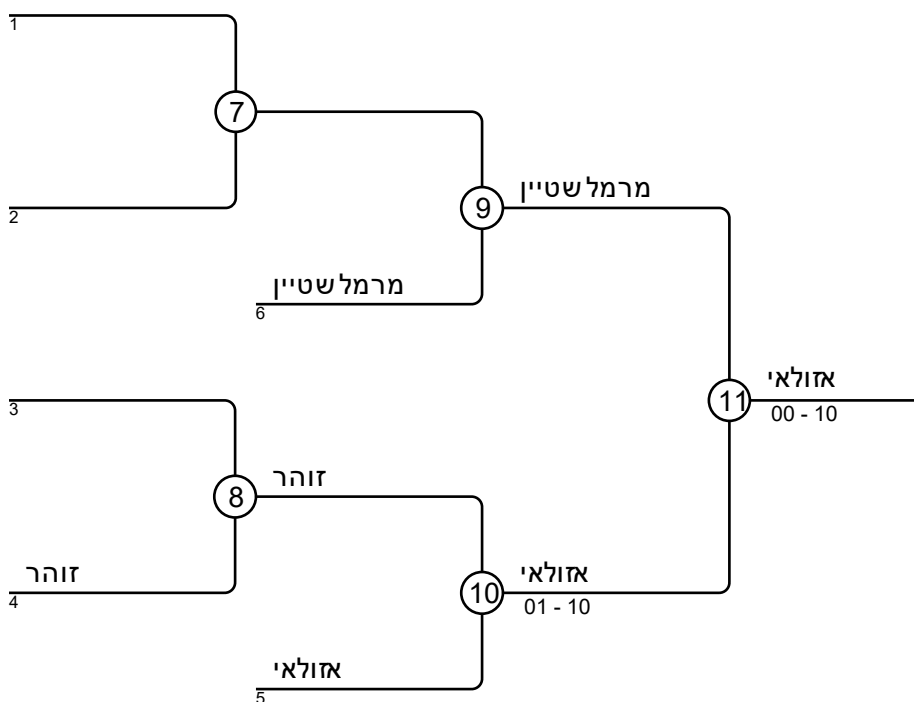 1
7
2
מרמלשטיין
9
מרמלשטיין
6
אזולאי
3
11
00 - 10
זוהר
8
זוהר
4
אזולאי
10
01 - 10
אזולאי
5